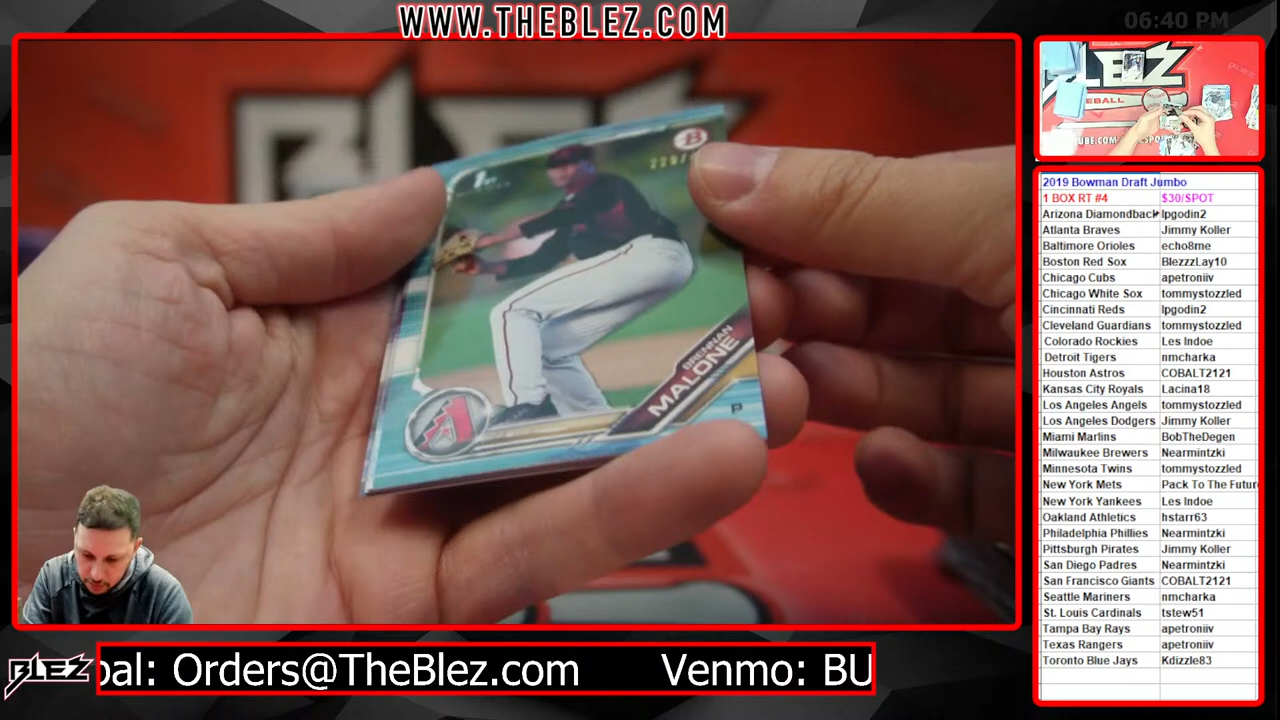 WWW.THEBLEZ.COM
06:40 PM
1st
B
BRENNAN
MALONE
P
BLEZ
pal: Orders@TheBlez.com Venmo: BU
BLEZ
BASEBALL
2019 Bowman Draft Jumbo
1 BOX RT #4 $30/SPOT
Arizona Diamondback lpgodin2
Atlanta Braves Jimmy Koller
Baltimore Orioles echo8me
Boston Red Sox BlezzzLay10
Chicago Cubs apetroniiv
Chicago White Sox tommystozzled
Cincinnati Reds lpgodin2
Cleveland Guardians tommystozzled
Colorado Rockies Les Indoe
Detroit Tigers nmcharka
Houston Astros COBALT2121
Kansas City Royals Lacina18
Los Angeles Angels tommystozzled
Los Angeles Dodgers Jimmy Koller
Miami Marlins BobTheDegen
Milwaukee Brewers Nearmintzki
Minnesota Twins tommystozzled
New York Mets Pack To The Futur
New York Yankees Les Indoe
Oakland Athletics hstarr63
Philadelphia Phillies Nearmintzki
Pittsburgh Pirates Jimmy Koller
San Diego Padres Nearmintzki
San Francisco Giants COBALT2121
Seattle Mariners nmcharka
St. Louis Cardinals tstew51
Tampa Bay Rays apetroniiv
Texas Rangers apetroniiv
Toronto Blue Jays Kdizzle83